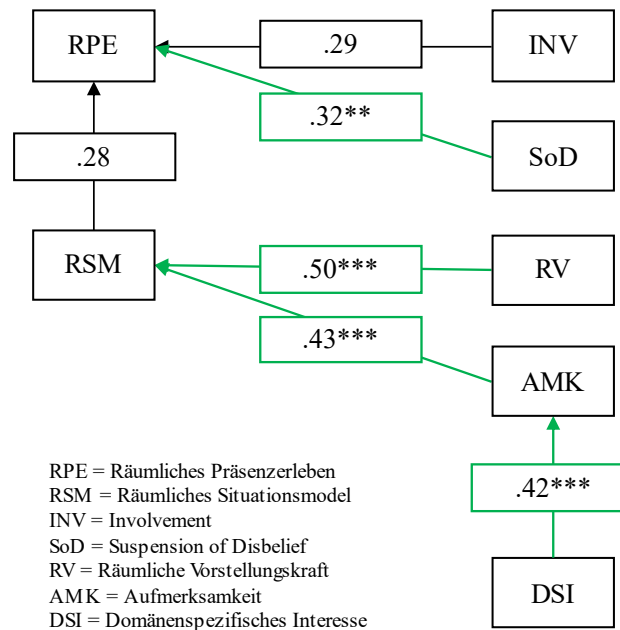 RPE
.29
INV
.32**
SoD
.28
RSM
.50***
RV
.43***
AMK
.42***
DSI
RPE = Räumliches Präsenzerleben
RSM = Räumliches Situationsmodel
INV = Involvement
SoD = Suspension of Disbelief
RV = Räumliche Vorstellungskraft
AMK = Aufmerksamkeit
DSI = Domänenspezifisches Interesse